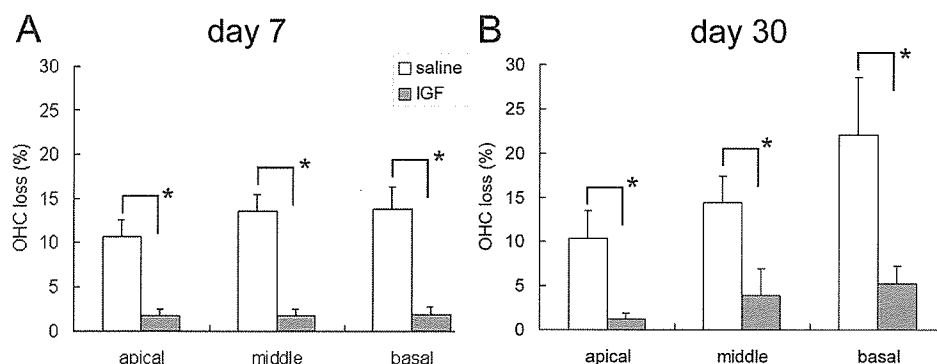 A
day 7
OHC loss (%)
30
25
20
15
10
5
0
saline
IGF
*
*
*
apical
middle
basal
B
day 30
OHC loss (%)
30
25
20
15
10
5
0
*
*
*
apical
middle
basal